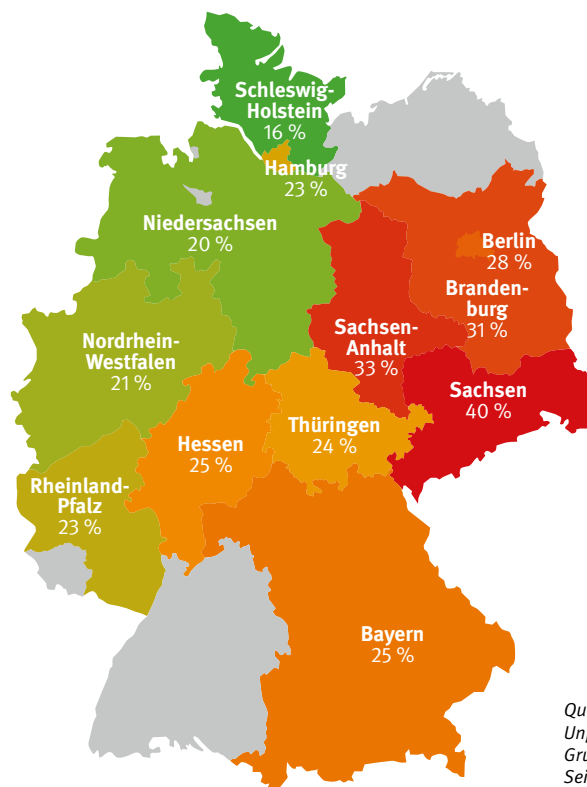 Schleswig-
Holstein
16 %
Hamburg
23 %
Niedersachsen
20 %
Berlin
28 %
Branden-
burg
31 %
Nordrhein-
Westfalen
21 %
Sachsen-
Anhalt
33 %
Sachsen
40 %
Hessen
25 %
Thüringen
24 %
Rheinland-
Pfalz
23 %
Bayern
25 %